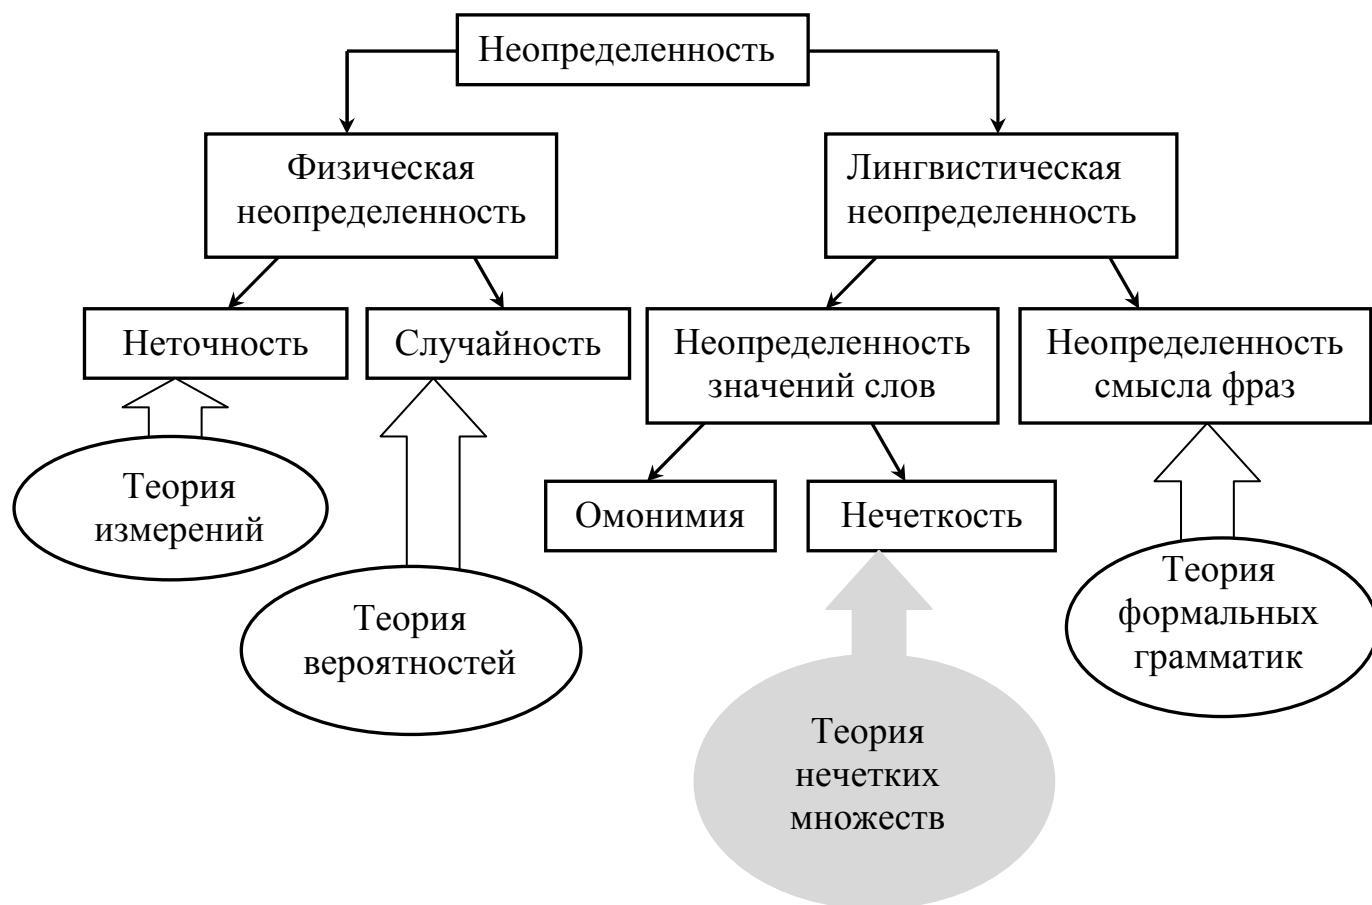 Неопределенность
Физическая
неопределенность
Лингвистическая
неопределенность
Неточность
Случайность
Неопределенность
значений слов
Неопределенность
смысла фраз
Теория
измерений
Омонимия
Нечеткость
Теория
вероятностей
Теория
формальных
грамматик
Теория
нечетких
множеств